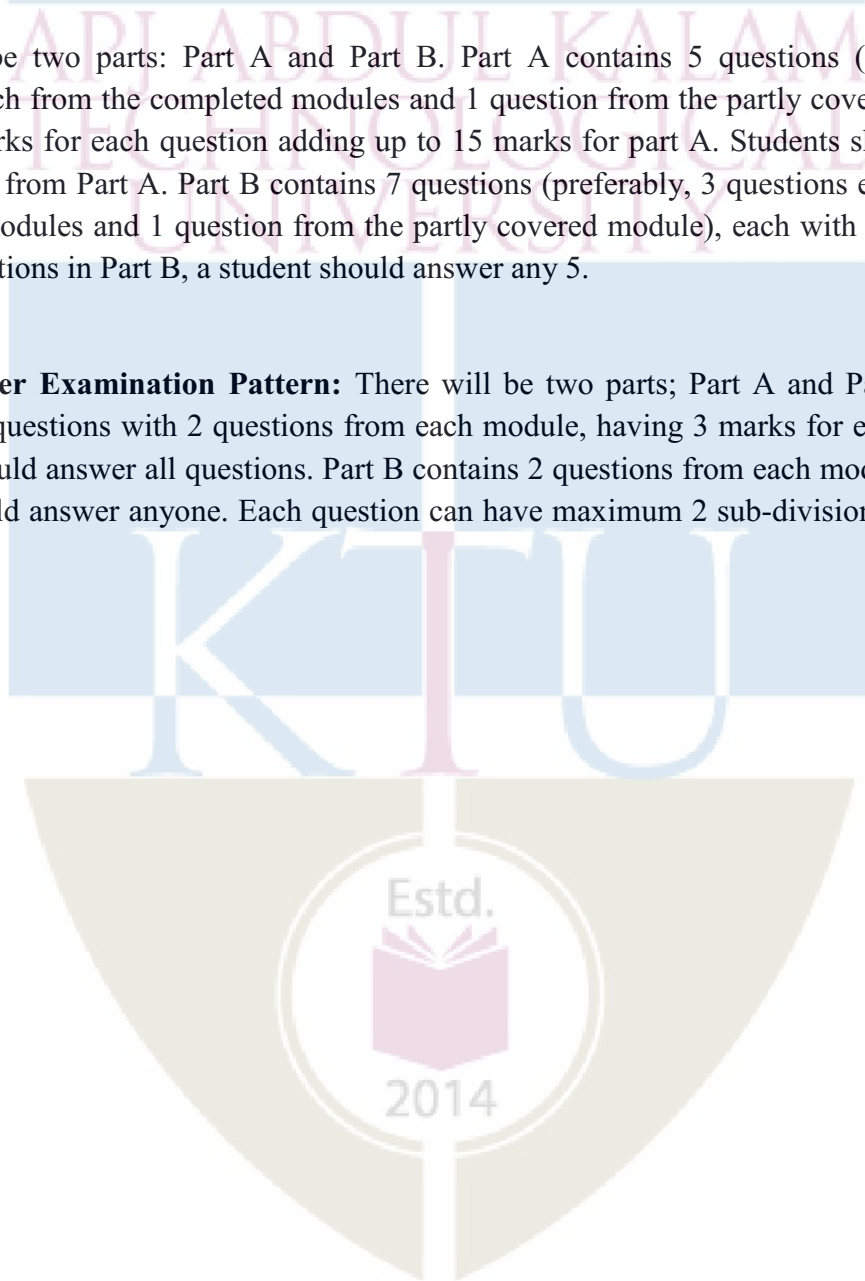 APJ ABDUL KALAM
TECHNOLOGICAL
UNIVERSITY
be two parts: Part A and Part B. Part A contains 5 questions (
ch from the completed modules and 1 question from the partly cove
rks for each question adding up to 15 marks for part A. Students s
from Part A. Part B contains 7 questions (preferably, 3 questions e
odules and 1 question from the partly covered module), each with
tions in Part B, a student should answer any 5.
er Examination Pattern: There will be two parts; Part A and Pa
questions with 2 questions from each module, having 3 marks for e
uld answer all questions. Part B contains 2 questions from each mod
ld answer anyone. Each question can have maximum 2 sub-division
KTU
Estd.
2014